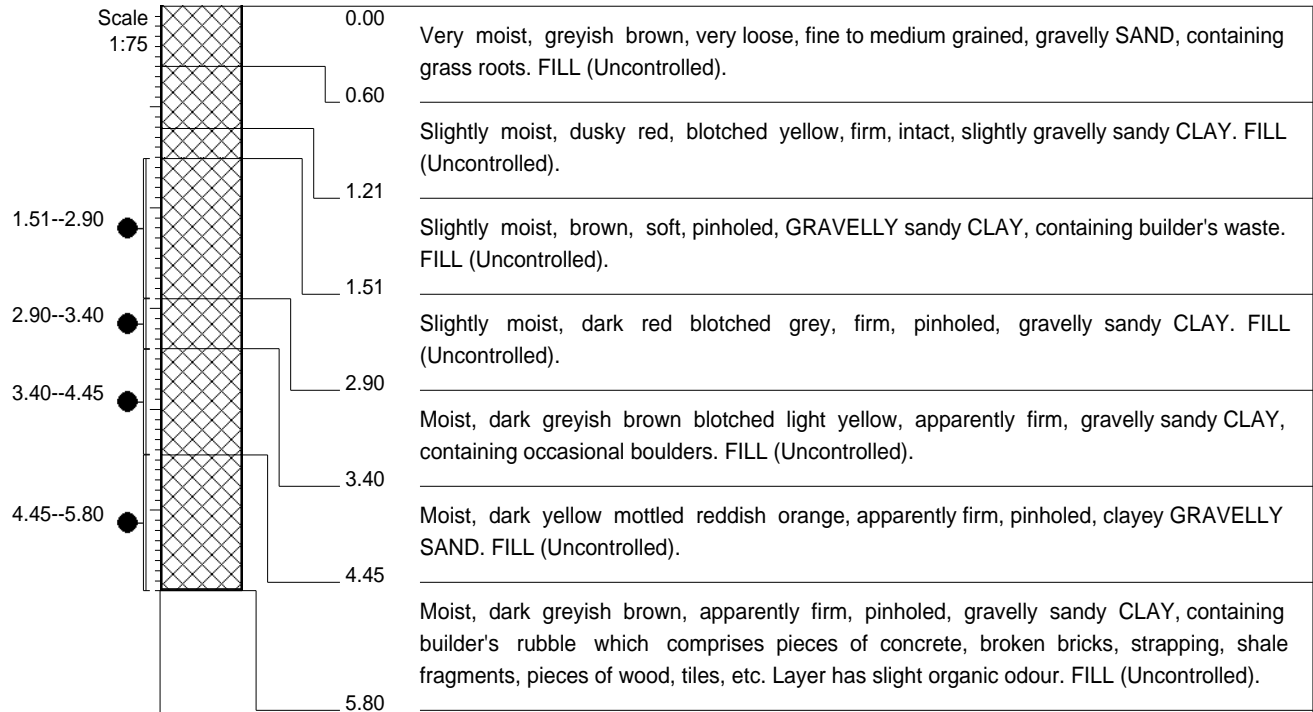 Scale
1:75
0.00
Very moist, greyish brown, very loose, fine to medium grained, gravelly SAND, containing
grass roots. FILL (Uncontrolled).
0.60
Slightly moist, dusky red, blotched yellow, firm, intact, slightly gravelly sandy CLAY. FILL
(Uncontrolled).
1.21
1.51--2.90
Slightly moist, brown, soft, pinholed, GRAVELLY sandy CLAY, containing builder's waste.
FILL (Uncontrolled).
1.51
2.90--3.40
Slightly moist, dark red blotched grey, firm, pinholed, gravelly sandy CLAY. FILL
(Uncontrolled).
2.90
3.40--4.45
Moist, dark greyish brown blotched light yellow, apparently firm, gravelly sandy CLAY,
containing occasional boulders. FILL (Uncontrolled).
3.40
4.45--5.80
Moist, dark yellow mottled reddish orange, apparently firm, pinholed, clayey GRAVELLY
SAND. FILL (Uncontrolled).
4.45
Moist, dark greyish brown, apparently firm, pinholed, gravelly sandy CLAY, containing
builder's rubble which comprises pieces of concrete, broken bricks, strapping, shale
fragments, pieces of wood, tiles, etc. Layer has slight organic odour. FILL (Uncontrolled).
5.80